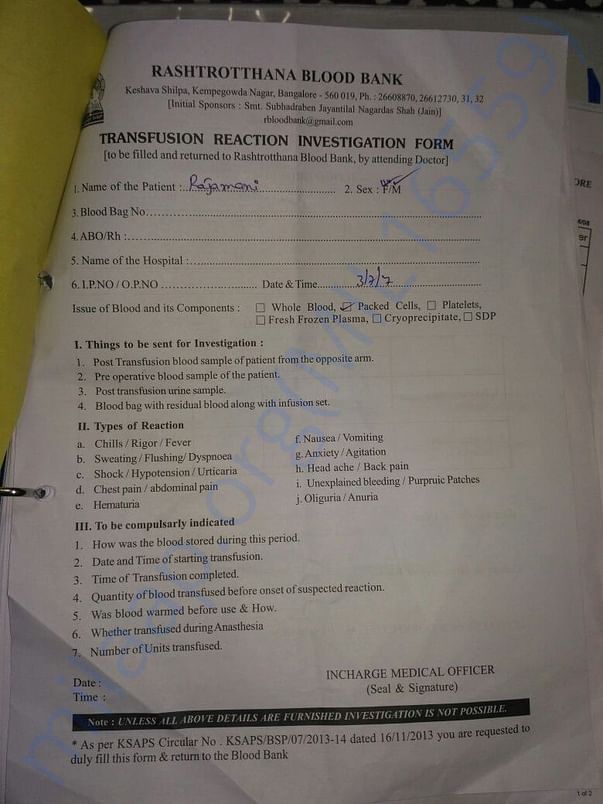 RASHTROTTHANA BLOOD BANK
Keshava Shilpa, Kempegowda Nagar, Bangalore - 560 019, Ph. : 26608870, 26612730, 31, 32
[Initial Sponsors : Smt. Subhadraben Jayantilal Nagardas Shah (Jain)]
rbloodbank@gmail.com
TRANSFUSION REACTION INVESTIGATION FORM
[to be filled and returned to Rashtrotthana Blood Bank, by attending Doctor]
1. Name of the Patient : Rajamani 2. Sex : F/M
3. Blood Bag No.
4. ABO/Rh :
5. Name of the Hospital :
6. I.P.NO / O.P.NO Date & Time 3/7/7
Issue of Blood and its Components : ☐ Whole Blood, ☑ Packed Cells, ☐ Platelets,
☐ Fresh Frozen Plasma, ☐ Cryoprecipitate, ☐ SDP
I. Things to be sent for Investigation :
1. Post Transfusion blood sample of patient from the opposite arm.
2. Pre operative blood sample of the patient.
3. Post transfusion urine sample.
4. Blood bag with residual blood along with infusion set.
II. Types of Reaction
a. Chills / Rigor / Fever
b. Sweating / Flushing/ Dyspnoea
c. Shock / Hypotension / Urticaria
d. Chest pain / abdominal pain
e. Hematuria
f. Nausea / Vomiting
g. Anxiety / Agitation
h. Head ache / Back pain
i. Unexplained bleeding / Purpruic Patches
j. Oliguria / Anuria
III. To be compulsarly indicated
1. How was the blood stored during this period.
2. Date and Time of starting transfusion.
3. Time of Transfusion completed.
4. Quantity of blood transfused before onset of suspected reaction.
5. Was blood warmed before use & How.
6. Whether transfused during Anasthesia
7. Number of Units transfused.
Date :
Time :
INCHARGE MEDICAL OFFICER
(Seal & Signature)
Note : UNLESS ALL ABOVE DETAILS ARE FURNISHED INVESTIGATION IS NOT POSSIBLE.
* As per KSAPS Circular No . KSAPS/BSP/07/2013-14 dated 16/11/2013 you are requested to
duly fill this form & return to the Blood Bank
1 of 2